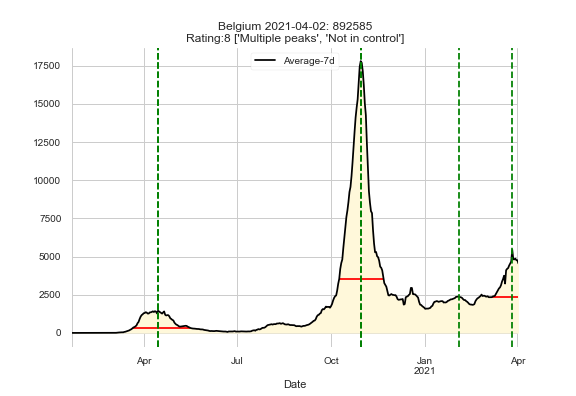 Belgium 2021-04-02: 892585
Rating:8 ['Multiple peaks', 'Not in control']
Average-7d
17500
15000
12500
10000
7500
5000
2500
0
Apr Jul Oct Jan Apr
2021
Date